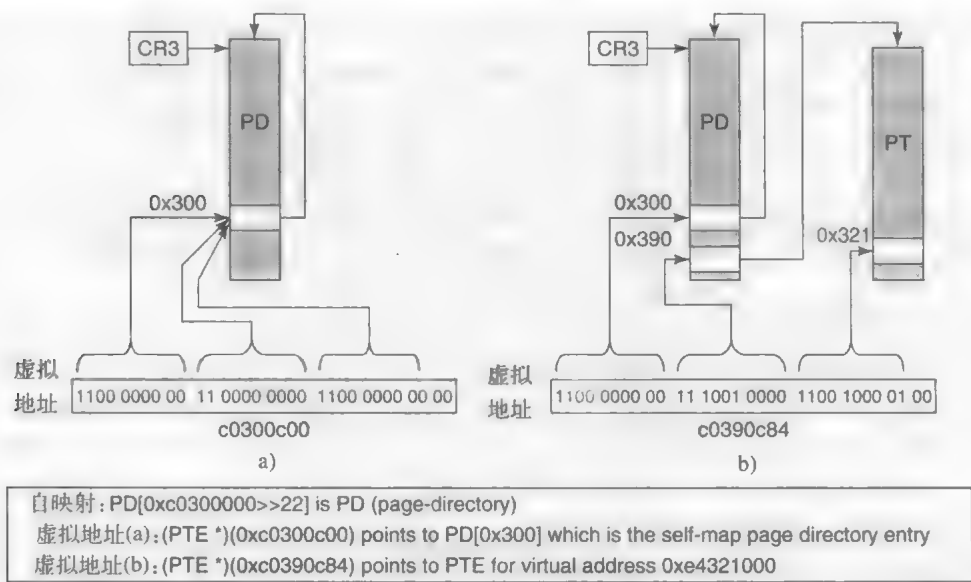 CR3
PD
0x300
虚拟
地址
1100 0000 00 11 0000 0000 1100 0000 00 00
c0300c00
a)
CR3
PD
PT
0x300
0x390
0x321
虚拟
地址
1100 0000 00 11 1001 0000 1100 1000 01 00
c0390c84
b)
自映射:PD[0xc0300000>>22] is PD (page-directory)
虚拟地址(a):(PTE *)(0xc0300c00) points to PD[0x300] which is the self-map page directory entry
虚拟地址(b):(PTE *)(0xc0390c84) points to PTE for virtual address 0xe4321000